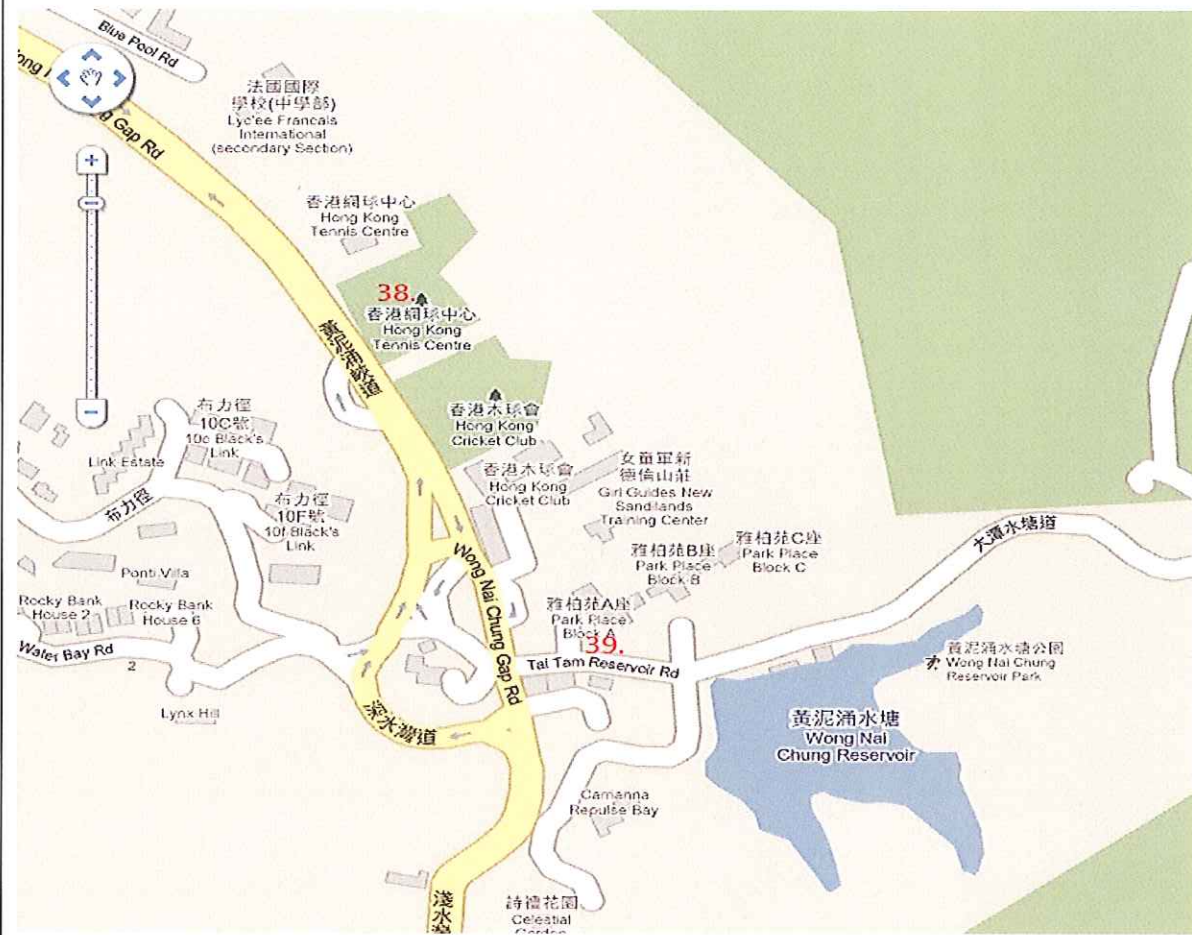 Blue Pool Rd
法國國際
學校(中學部)
Lyc'ee Francais
International
(secondary Section)
Gap Rd
香港網球中心
Hong Kong
Tennis Centre
38.
香港網球中心
Hong Kong
Tennis Centre
黃泥涌峽道
香港木球會
Hong Kong
Cricket Club
布力徑
10C號
10c Black's
Link
Link Estate
布力徑
香港木球會
Hong Kong
Cricket Club
女童軍新
德倫山莊
Girl Guides New
Sandilands
Training Center
布力徑
10F號
10f Black's
Link
雅柏苑C座
Park Place
Block C
雅柏苑B座
Park Place
Block B
大潭水塘道
Wong Nai Chung Gap Rd
Ponti Villa
Rocky Bank
House 2
Rocky Bank
House 6
雅柏苑A座
Park Place
Block A
39.
Tai Tam Reservoir Rd
Water Bay Rd
2
黃泥涌水塘公園
Wong Nai Chung
Reservoir Park
Lynx Hill
深水灣道
黃泥涌水塘
Wong Nai
Chung Reservoir
Carmanna
Repulse Bay
淺水
詩禮花園
Celestial
Garden